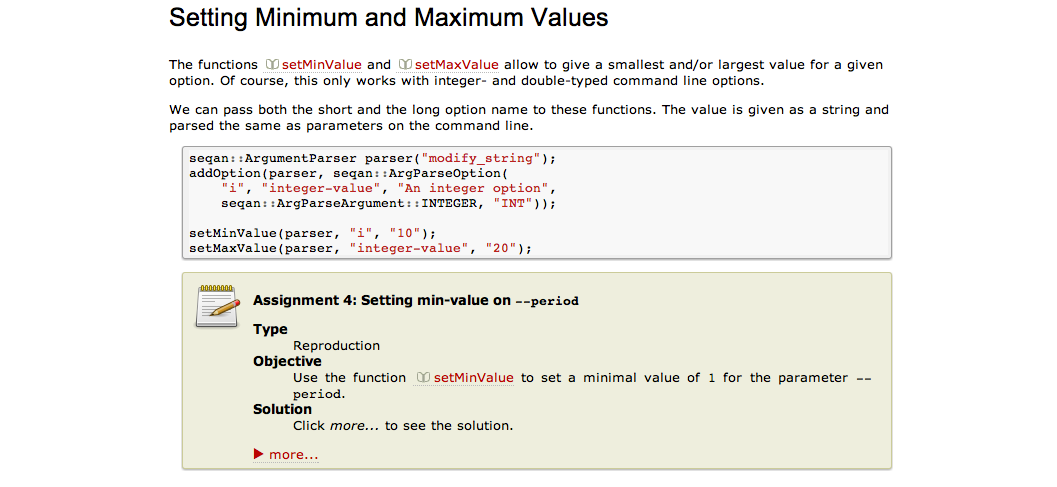 Setting Minimum and Maximum Values
The functions setMinValue and setMaxValue allow to give a smallest and/or largest value for a given
option. Of course, this only works with integer- and double-typed command line options.
We can pass both the short and the long option name to these functions. The value is given as a string and
parsed the same as parameters on the command line.
seqan::ArgumentParser parser("modify_string");
addOption(parser, seqan::ArgParseOption(
    "i", "integer-value", "An integer option",
    seqan::ArgParseArgument::INTEGER, "INT"));
setMinValue(parser, "i", "10");
setMaxValue(parser, "integer-value", "20");
Assignment 4: Setting min-value on --period
Type
Reproduction
Objective
Use the function setMinValue to set a minimal value of 1 for the parameter --
period.
Solution
Click more... to see the solution.
more...